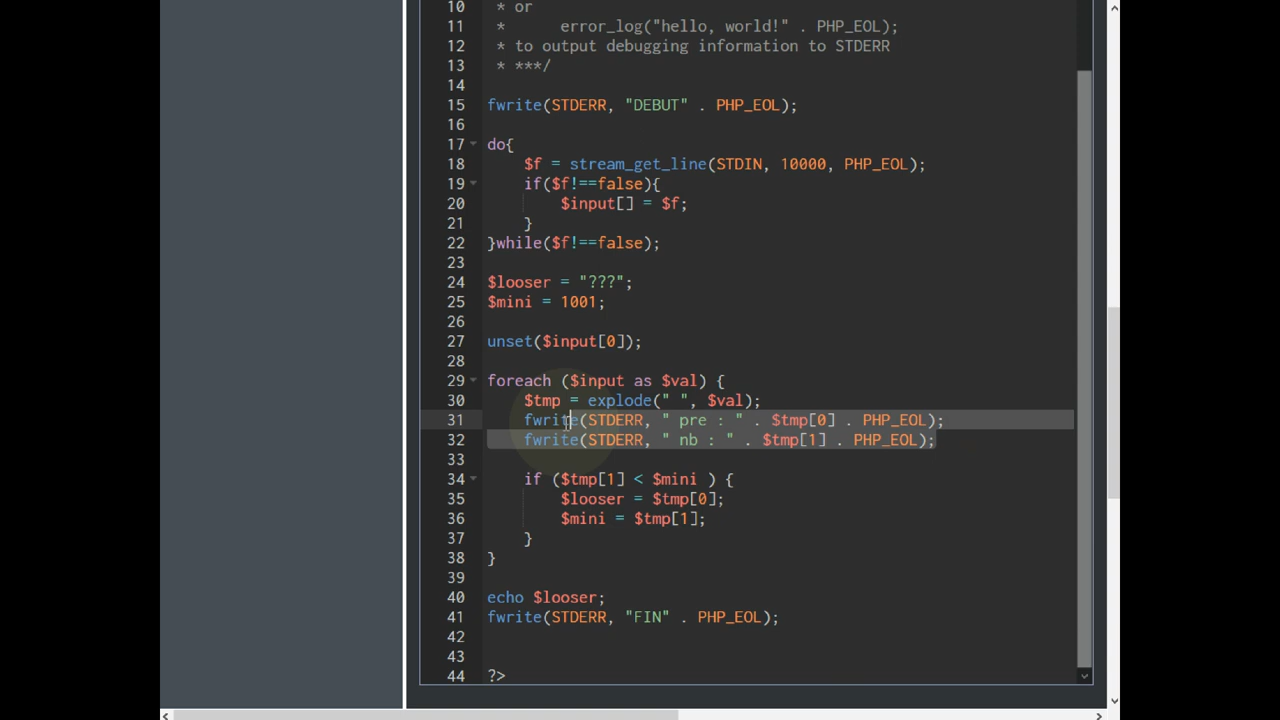 10 * or
11 * error_log("hello, world!" . PHP_EOL);
12 * to output debugging information to STDERR
13 * ***/
14
15 fwrite(STDERR, "DEBUT" . PHP_EOL);
16
17 do{
18 $f = stream_get_line(STDIN, 10000, PHP_EOL);
19 if($f!==false){
20 $input[] = $f;
21 }
22 }while($f!==false);
23
24 $looser = "???";
25 $mini = 1001;
26
27 unset($input[0]);
28
29 foreach ($input as $val) {
30 $tmp = explode(" ", $val);
31 fwrite(STDERR, " pre : " . $tmp[0] . PHP_EOL);
32 fwrite(STDERR, " nb : " . $tmp[1] . PHP_EOL);
33
34 if ($tmp[1] < $mini ) {
35 $looser = $tmp[0];
36 $mini = $tmp[1];
37 }
38 }
39
40 echo $looser;
41 fwrite(STDERR, "FIN" . PHP_EOL);
42
43
44 ?>